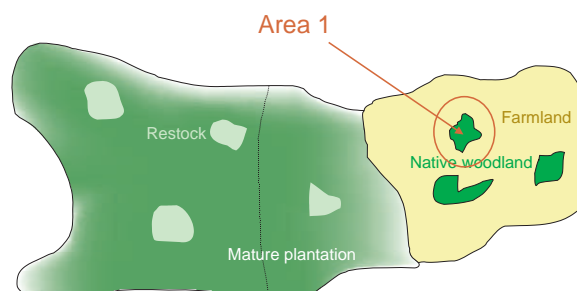 Area 1
Farmland
Restock
Native woodland
Mature plantation